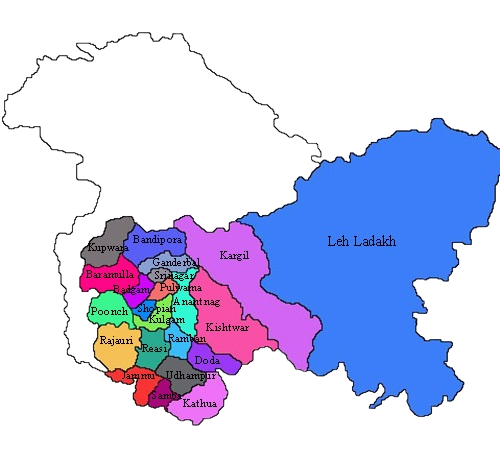 Leh Ladakh
Bandipora
Kupwara
Kargil
Ganderbal
Baramulla
Srinagar
Badgam
Pulwama
Anantnag
Poonch
Shopian
Kulgam
Kishtwar
Rajauri
Ramban
Reasi
Doda
Jammu
Udhampur
Samba
Kathua